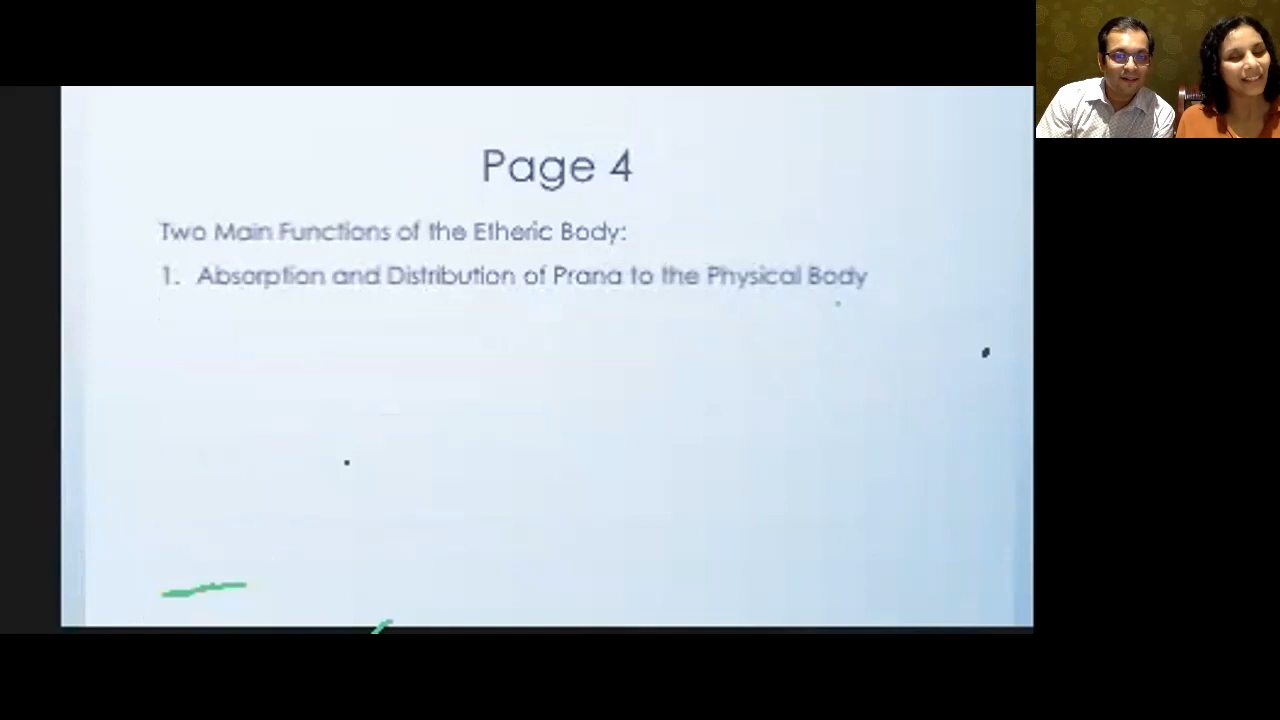 Page 4
Two Main Functions of the Etheric Body:
1. Absorption and Distribution of Prana to the Physical Body